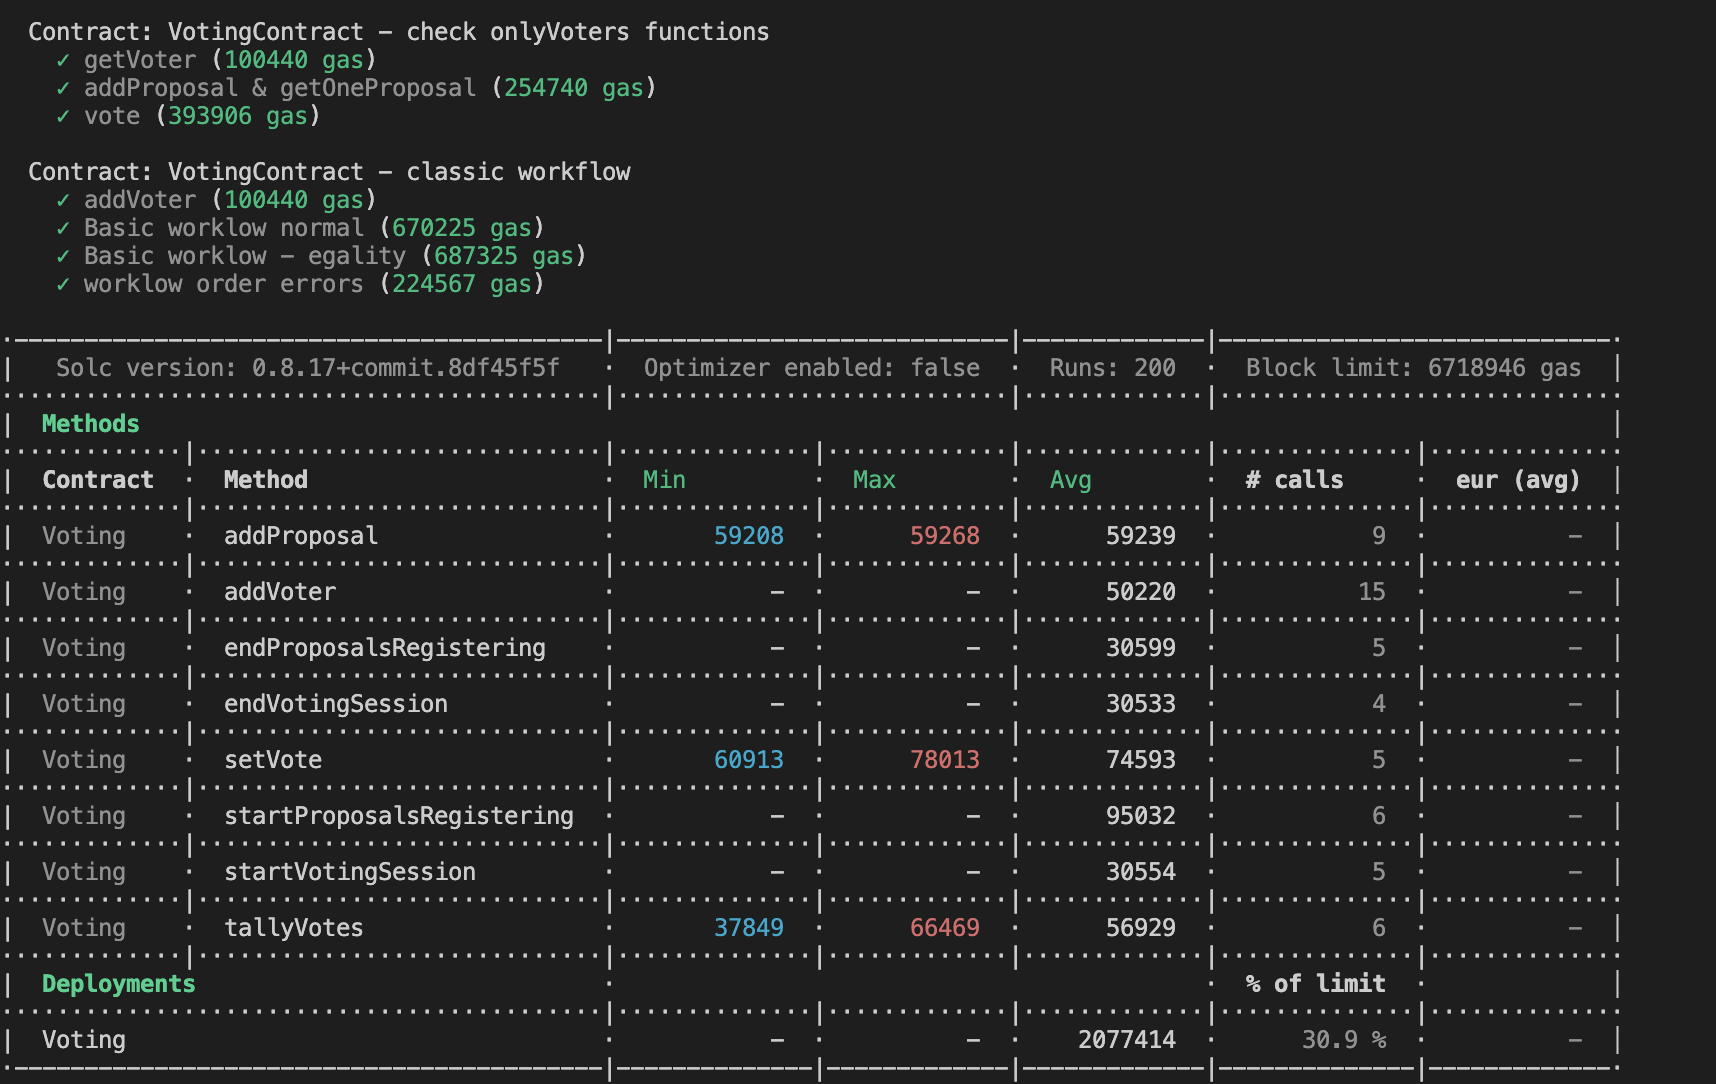 Contract: VotingContract – check onlyVoters functions
✓ getVoter (100440 gas)
✓ addProposal & getOneProposal (254740 gas)
✓ vote (393906 gas)
Contract: VotingContract – classic workflow
✓ addVoter (100440 gas)
✓ Basic worklow normal (670225 gas)
✓ Basic worklow – egality (687325 gas)
✓ worklow order errors (224567 gas)
Solc version: 0.8.17+commit.8df45f5f · Optimizer enabled: false · Runs: 200 · Block limit: 6718946 gas
Methods
Contract · Method · Min · Max · Avg · # calls · eur (avg)
Voting · addProposal · 59208 · 59268 · 59239 · 9 · –
Voting · addVoter · – · – · 50220 · 15 · –
Voting · endProposalsRegistering · – · – · 30599 · 5 · –
Voting · endVotingSession · – · – · 30533 · 4 · –
Voting · setVote · 60913 · 78013 · 74593 · 5 · –
Voting · startProposalsRegistering · – · – · 95032 · 6 · –
Voting · startVotingSession · – · – · 30554 · 5 · –
Voting · tallyVotes · 37849 · 66469 · 56929 · 6 · –
Deployments · · % of limit ·
Voting · – · – · 2077414 · 30.9 % · –